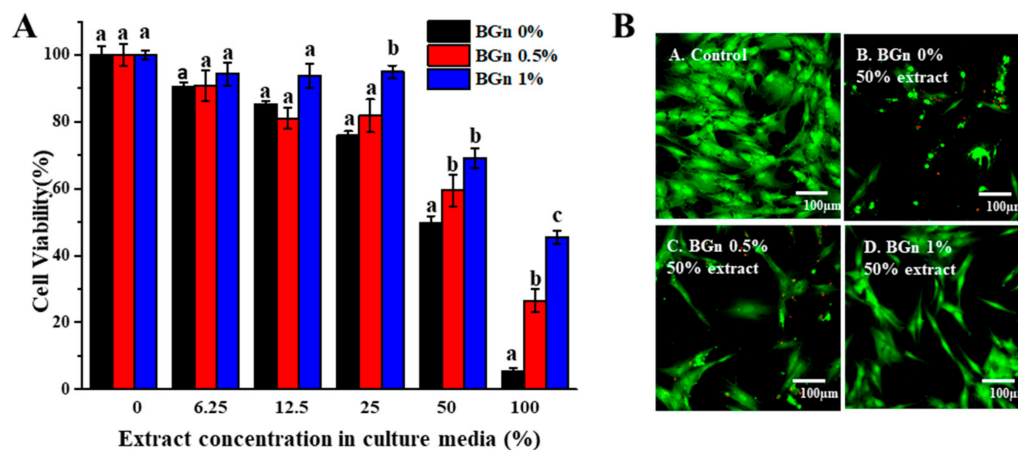 A
Cell Viability(%)
100
80
60
40
20
0
a a a
a a a
a a a
a a b
a b b
a b c
BGn 0%
BGn 0.5%
BGn 1%
0 6.25 12.5 25 50 100
Extract concentration in culture media (%)
B
A. Control
100μm
B. BGn 0%
50% extract
100μm
C. BGn 0.5%
50% extract
100μm
D. BGn 1%
50% extract
100μm